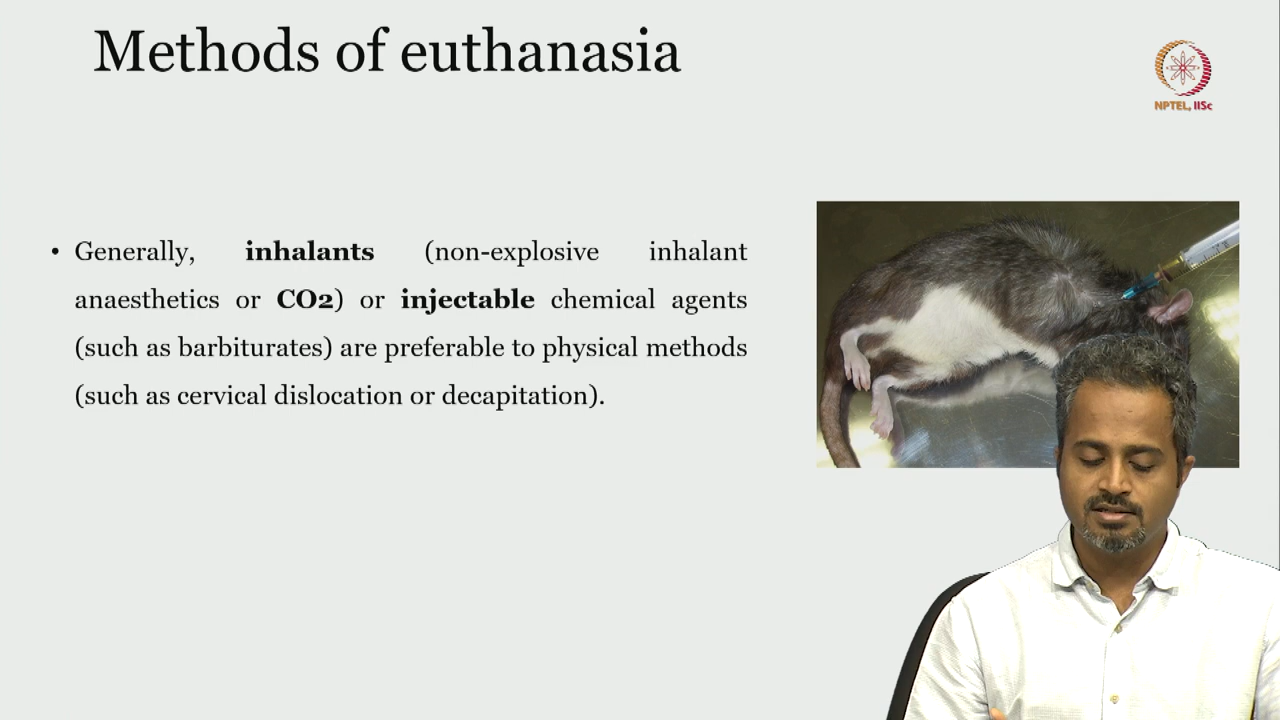 Methods of euthanasia
NPTEL, IISc
• Generally, inhalants (non-explosive inhalant
anaesthetics or CO2) or injectable chemical agents
(such as barbiturates) are preferable to physical methods
(such as cervical dislocation or decapitation).